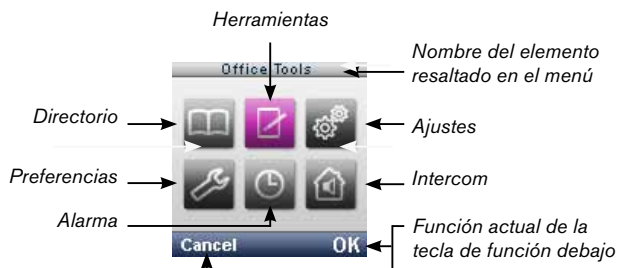 Herramientas
Office Tools
Nombre del elemento
resaltado en el menú
Directorio
Ajustes
Preferencias
Intercom
Alarma
Función actual de la
tecla de función debajo
Cancel
OK